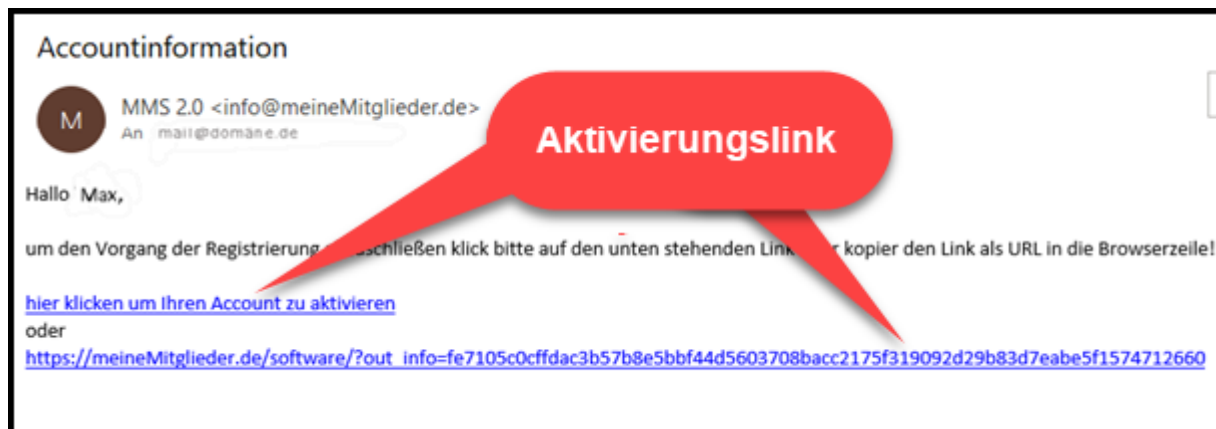 Accountinformation
M
MMS 2.0 <info@meineMitglieder.de>
An mail@domäne.de
Aktivierungslink
Hallo Max,
um den Vorgang der Registrierung schließen klick bitte auf den unten stehenden Link kopier den Link als URL in die Browserzeile!
hier klicken um Ihren Account zu aktivieren
oder
https://meineMitglieder.de/software/?out_info=fe7105c0cffdac3b57b8e5bbf44d5603708bacc2175f319092d29b83d7eabe5f1574712660